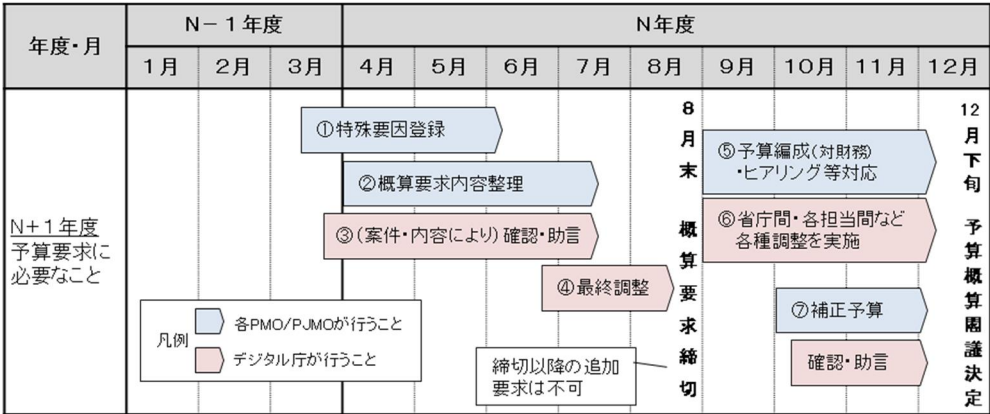 年度・月
N－１年度
N年度
1月
2月
3月
4月
5月
6月
7月
8月
9月
10月
11月
12月
N+１年度
予算要求に
必要なこと
①特殊要因登録
②概算要求内容整理
③(案件・内容により)確認・助言
④最終調整
8月末 概算要求締切
⑤予算編成(対財務)
・ヒアリング等対応
⑥省庁間・各担当間など
各種調整を実施
⑦補正予算
確認・助言
12月下旬 予算概算閣議決定
凡例
各PMO/PJMOが行うこと
デジタル庁が行うこと
締切以降の追加
要求は不可